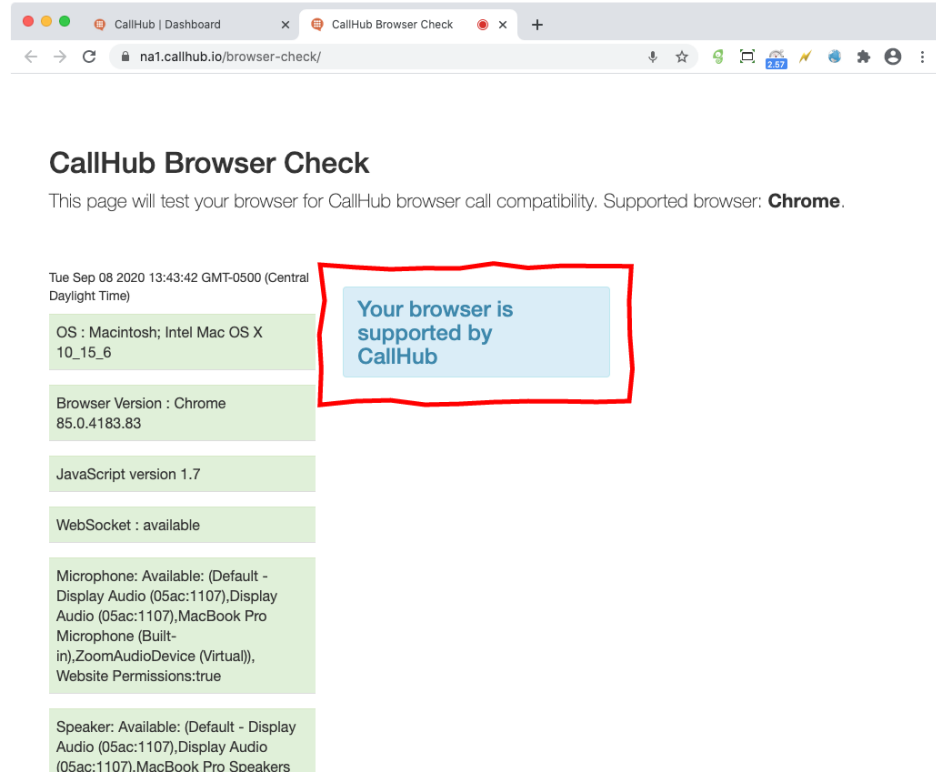 CallHub | Dashboard
CallHub Browser Check
na1.callhub.io/browser-check/
2.57
CallHub Browser Check
This page will test your browser for CallHub browser call compatibility. Supported browser: Chrome.
Tue Sep 08 2020 13:43:42 GMT-0500 (Central
Daylight Time)
OS : Macintosh; Intel Mac OS X
10_15_6
Browser Version : Chrome
85.0.4183.83
JavaScript version 1.7
WebSocket : available
Microphone: Available: (Default -
Display Audio (05ac:1107),Display
Audio (05ac:1107),MacBook Pro
Microphone (Built-
in),ZoomAudioDevice (Virtual)),
Website Permissions:true
Speaker: Available: (Default - Display
Audio (05ac:1107),Display Audio
(05ac:1107),MacBook Pro Speakers
Your browser is
supported by
CallHub